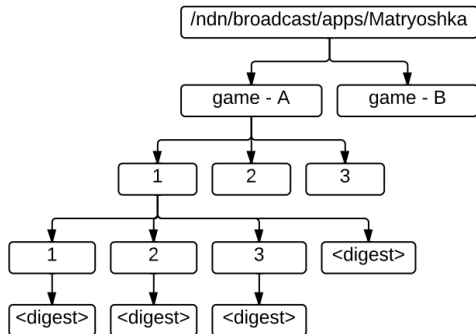 /ndn/broadcast/apps/Matryoshka
game - A
game - B
1
2
3
1
2
3
<digest>
<digest>
<digest>
<digest>